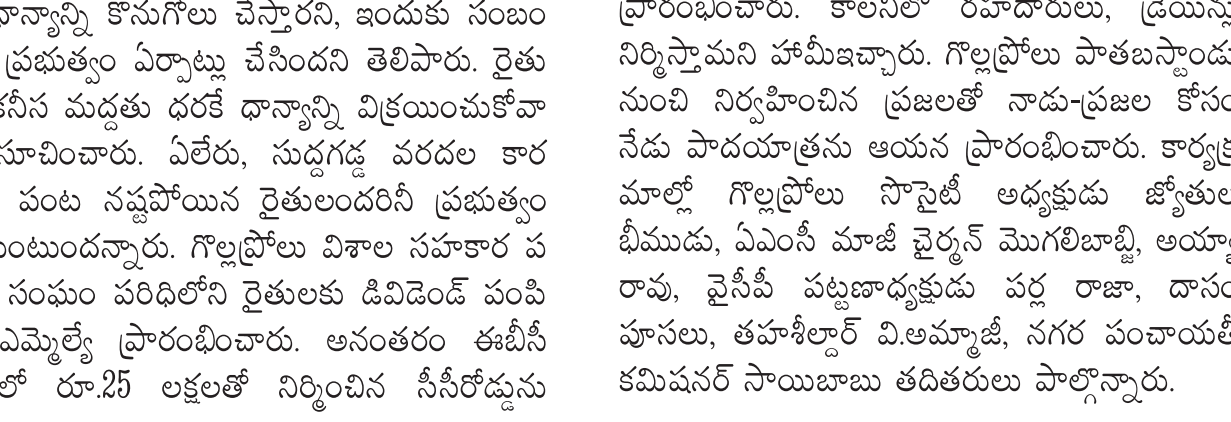 ధాన్యాన్ని కొనుగోలు చేస్తారని, ఇందుకు సంబం
ప్రభుత్వం ఏర్పాట్లు చేసిందని తెలిపారు. రైతు
కనీస మద్దతు ధరకే ధాన్యాన్ని విక్రయించుకోవా
సూచించారు. ఏలేరు, సుద్దగడ్డ వరదల కార
పంట నష్టపోయిన రైతులందరినీ ప్రభుత్వం
ుంటుందన్నారు. గొల్లప్రోలు విశాల సహకార ప
సంఘం పరిధిలోని రైతులకు డివిడెండ్ పంపి
ఎమ్మెల్యే ప్రారంభించారు. అనంతరం ఈబీసీ
లో రూ.25 లక్షలతో నిర్మించిన సీసీరోడ్డును
ప్రారంభించారు. కాలనీలో రహదారులు, డ్రెయిన్లు
నిర్మిస్తామని హామీఇచ్చారు. గొల్లప్రోలు పాతబస్టాండు
నుంచి నిర్వహించిన ప్రజలతో నాడు-ప్రజల కోసం
నేడు పాదయాత్రను ఆయన ప్రారంభించారు. కార్యక్ర
మాల్లో గొల్లప్రోలు సొసైటీ అధ్యక్షుడు జ్యోతుల
భీముడు, ఏఎంసీ మాజీ చైర్మన్ మొగలిబాబ్జి, అయ్యా
రావు, వైసీపీ పట్టణాధ్యక్షుడు పర్ల రాజా, దాసం
పూసలు, తహశీల్దార్ వి.అమ్మాజీ, నగర పంచాయతీ
కమిషనర్ సాయిబాబు తదితరులు పాల్గొన్నారు.